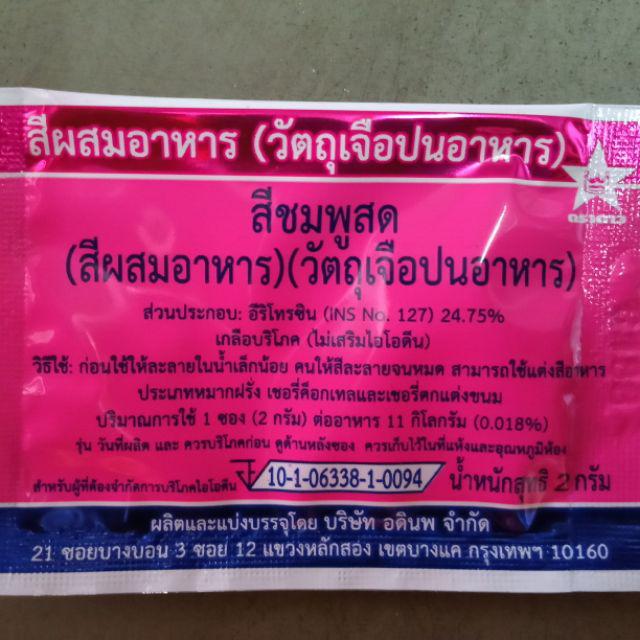 สีผสมอาหาร (วัตถุเจือปนอาหาร)
ตราดาว
สีชมพูสด
(สีผสมอาหาร)(วัตถุเจือปนอาหาร)
ส่วนประกอบ: อีริโทรซิน (INS No. 127) 24.75%
เกลือบริโภค (ไม่เสริมไอโอดีน)
วิธีใช้: ก่อนใช้ให้ละลายในน้ำเล็กน้อย คนให้สีละลายจนหมด สามารถใช้แต่งสีอาหาร
ประเภทหมากฝรั่ง เชอรี่ค็อกเทลและเชอรี่ตกแต่งขนม
ปริมาณการใช้ 1 ซอง (2 กรัม) ต่ออาหาร 11 กิโลกรัม (0.018%)
รุ่น วันที่ผลิต และ ควรบริโภคก่อน ดูด้านหลังซอง ควรเก็บไว้ในที่แห้งและอุณหภูมิห้อง
สำหรับผู้ที่ต้องจำกัดการบริโภคไอโอดีน 10-1-06338-1-0094 น้ำหนักสุทธิ 2 กรัม
ผลิตและแบ่งบรรจุโดย บริษัท อดินพ จำกัด
21 ซอยบางบอน 3 ซอย 12 แขวงหลักสอง เขตบางแค กรุงเทพฯ 10160